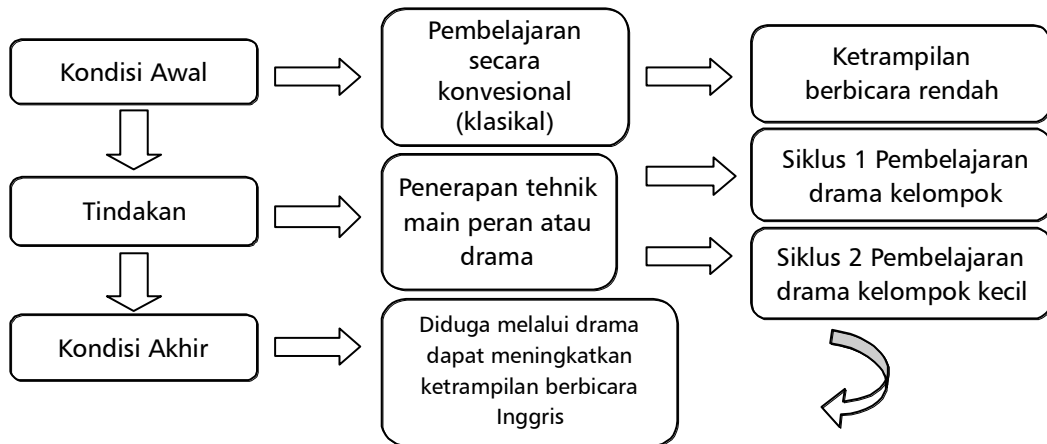 Kondisi Awal
Pembelajaran
secara
konvesional
(klasikal)
Ketrampilan
berbicara rendah
Tindakan
Penerapan tehnik
main peran atau
drama
Siklus 1 Pembelajaran
drama kelompok
Siklus 2 Pembelajaran
drama kelompok kecil
Kondisi Akhir
Diduga melalui drama
dapat meningkatkan
ketrampilan berbicara
Inggris